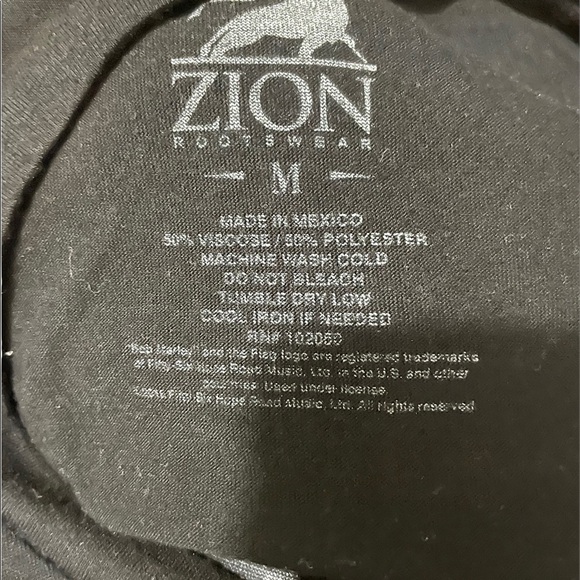 ZION
ROOTSWEAR
M
MADE IN MEXICO
50% VISCOSE / 50% POLYESTER
MACHINE WASH COLD
DO NOT BLEACH
TUMBLE DRY LOW
COOL IRON IF NEEDED
RN# 102050
"Bob Marley" and the Flag logo are registered trademarks
of Fifty-Six Hope Road Music, Ltd. in the U.S. and other
countries. Used under license.
Fifty-Six Hope Road Music, Ltd. All rights reserved